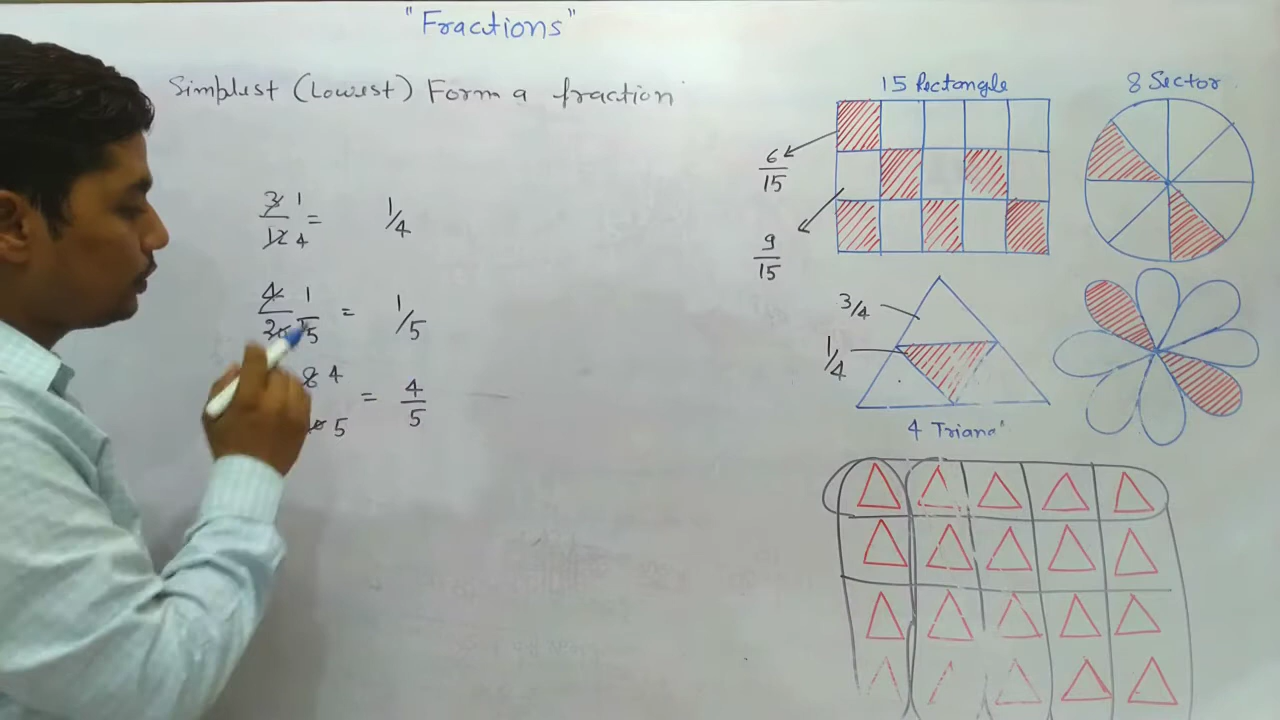 "Fractions"
Simplest (Lowest) Form a fraction
3 1
12 4 =
1/4
4 1
20 5 =
1/5
8 4
5 =
4
5
15 Rectangle
6
15
9
15
8 Sector
3/4
1/4
4